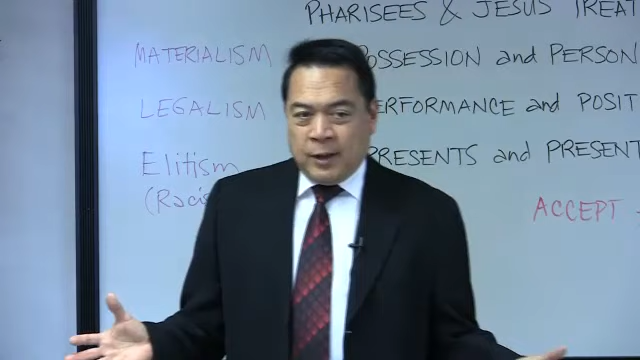 PHARISEES & JESUS TREAT
MATERIALISM POSSESSION and PERSON
LEGALISM PERFORMANCE and POSIT
Elitism PRESENTS and PRESENT
(Racis
ACCEPT